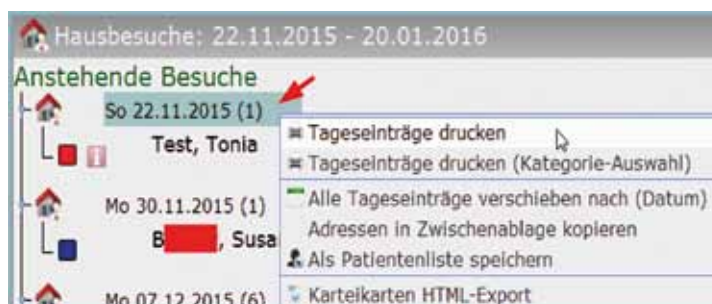 Hausbesuche: 22.11.2015 - 20.01.2016
Anstehende Besuche
So 22.11.2015 (1)
Test, Tonia
Mo 30.11.2015 (1)
B , Susa
Mo 07.12.2015 (6)
Tageseinträge drucken
Tageseinträge drucken (Kategorie-Auswahl)
Alle Tageseinträge verschieben nach (Datum)
Adressen in Zwischenablage kopieren
Als Patientenliste speichern
Karteikarten HTML-Export